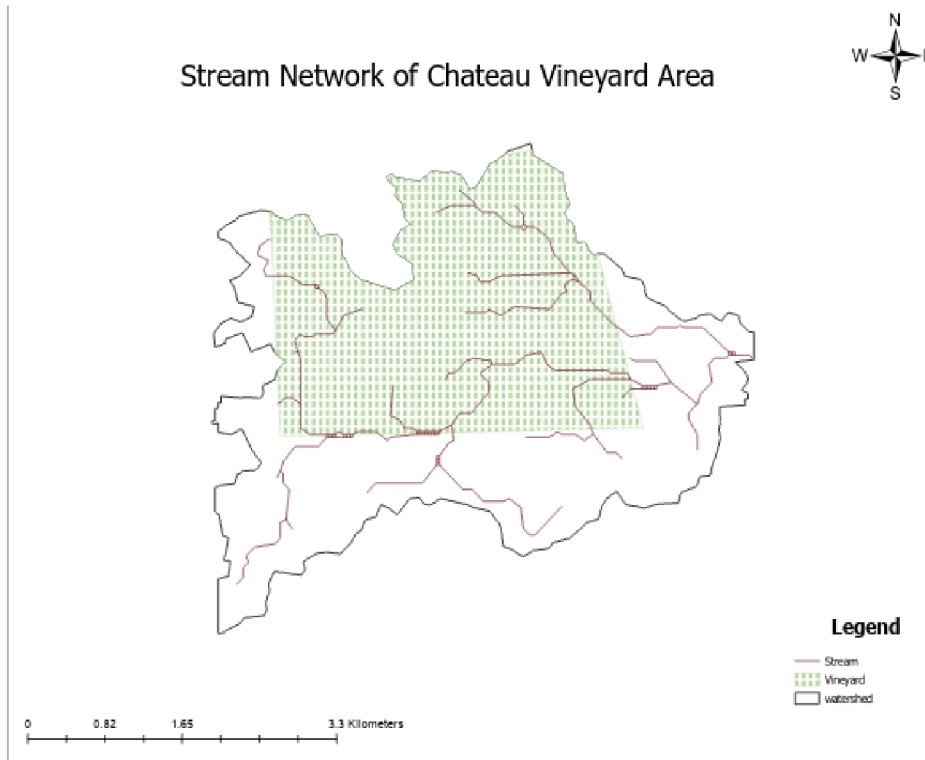 N
W
S
Stream Network of Chateau Vineyard Area
Legend
Stream
Vineyard
watershed
0 0.82 1.65 3.3 Kilometers